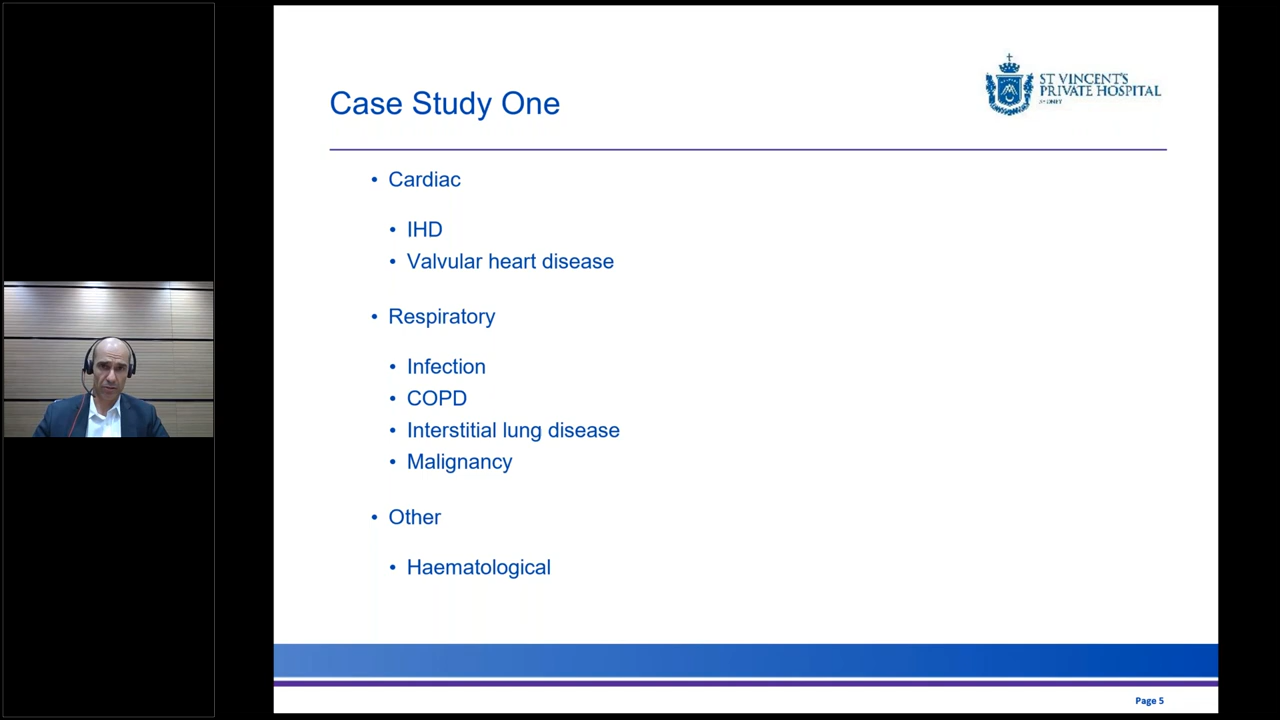 ST VINCENT'S
PRIVATE HOSPITAL
SYDNEY
Case Study One
• Cardiac
• IHD
• Valvular heart disease
• Respiratory
• Infection
• COPD
• Interstitial lung disease
• Malignancy
• Other
• Haematological
Page 5